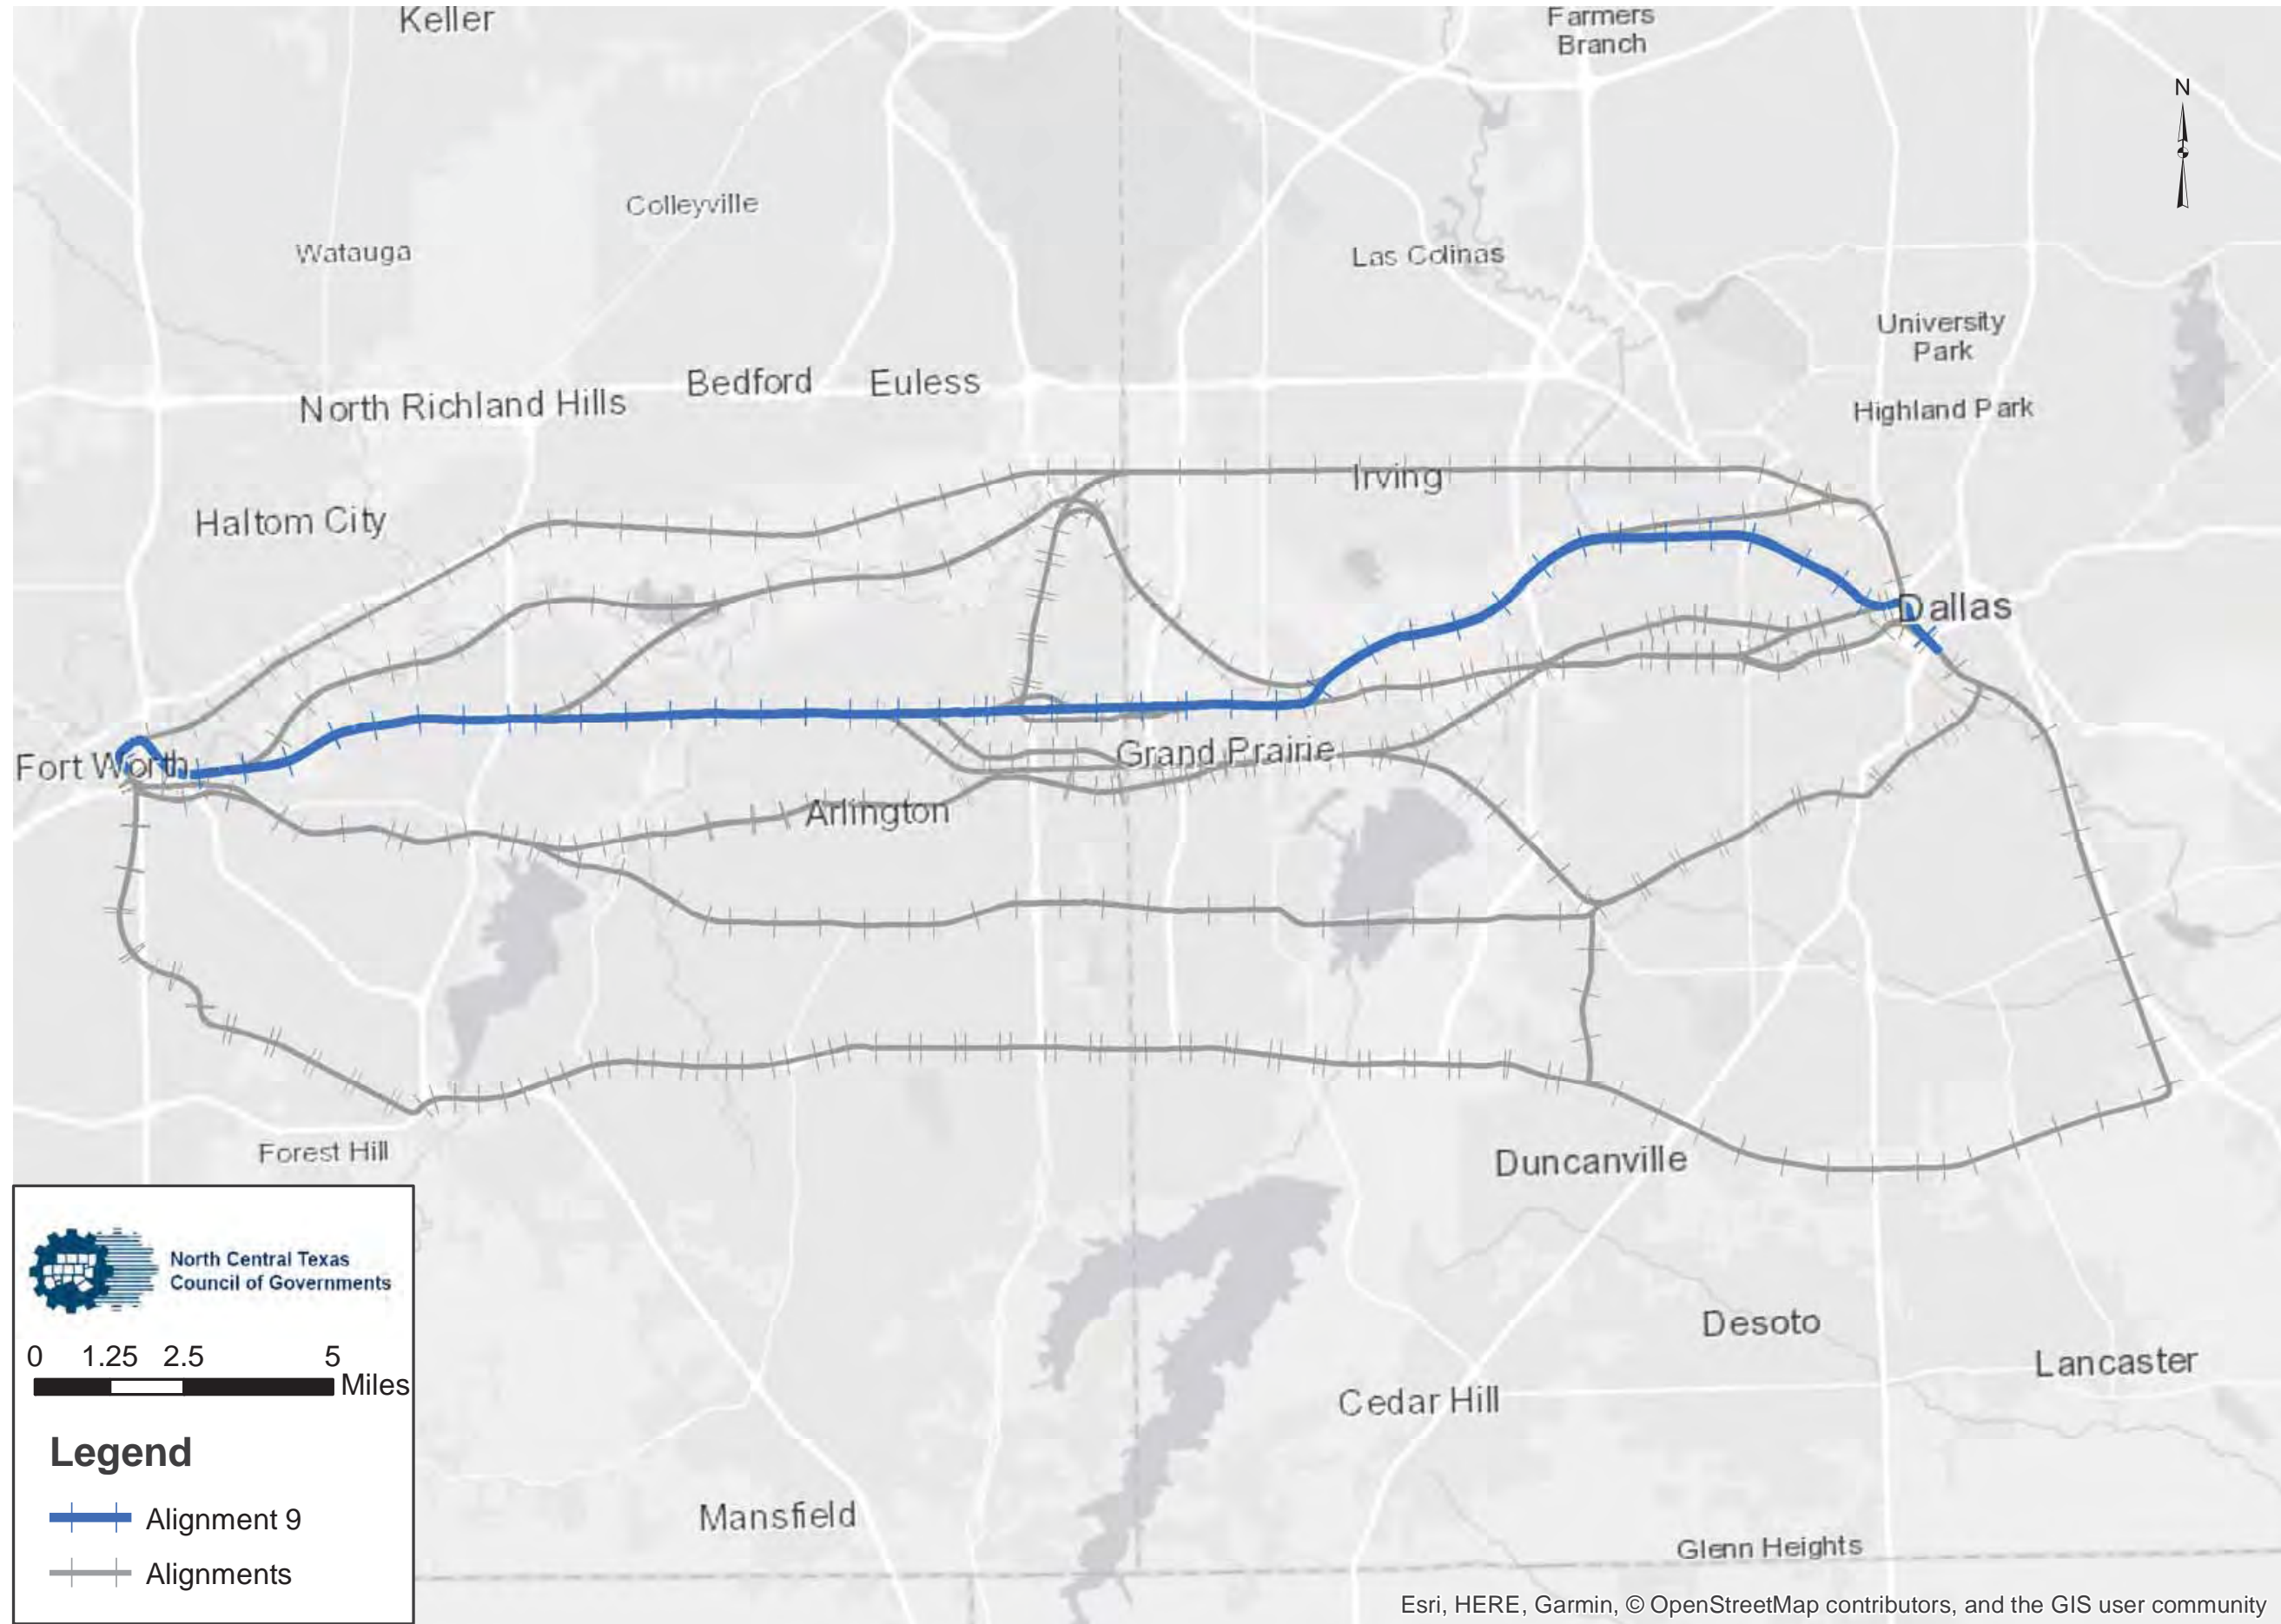 Keller
Farmers
Branch
N
Colleyville
Watauga
Las Colinas
University
Park
Bedford
Euless
North Richland Hills
Highland Park
Irving
Haltom City
Dallas
Grand Prairie
Fort Worth
Arlington
Forest Hill
Duncanville
North Central Texas
Council of Governments
Desoto
0 1.25 2.5 5
Miles
Lancaster
Cedar Hill
Legend
Alignment 9
Mansfield
Glenn Heights
Alignments
Esri, HERE, Garmin, © OpenStreetMap contributors, and the GIS user community